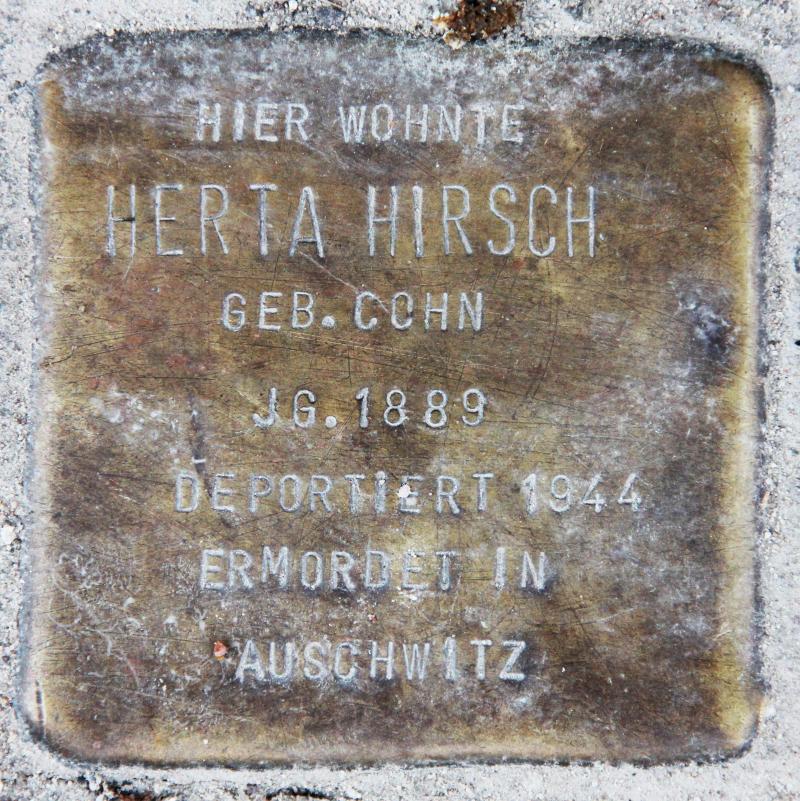 HIER WOHNTE
HERTA HIRSCH
GEB. COHN
JG. 1889
DEPORTIERT 1944
ERMORDET IN
AUSCHWITZ